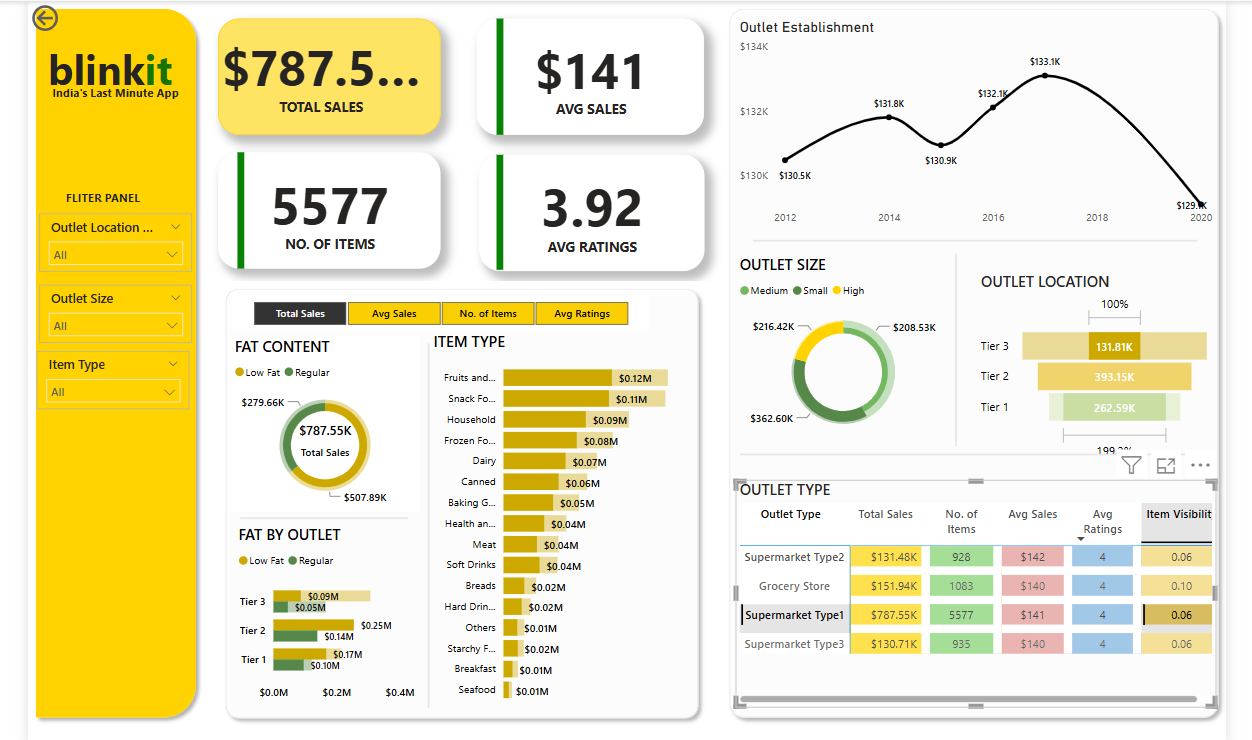 blinkit
India's Last Minute App
FLITER PANEL
Outlet Location ...
All
Outlet Size
All
Item Type
All
$787.5...
TOTAL SALES
$141
AVG SALES
5577
NO. OF ITEMS
3.92
AVG RATINGS
Total Sales
Avg Sales
No. of Items
Avg Ratings
FAT CONTENT
Low Fat
Regular
$279.66K
$787.55K
Total Sales
$507.89K
FAT BY OUTLET
Low Fat
Regular
Tier 3
$0.09M
$0.05M
Tier 2
$0.25M
$0.14M
Tier 1
$0.17M
$0.10M
$0.0M
$0.2M
$0.4M
ITEM TYPE
Fruits and...
$0.12M
Snack Fo...
$0.11M
Household
$0.09M
Frozen Fo...
$0.08M
Dairy
$0.07M
Canned
$0.06M
Baking G...
$0.05M
Health an...
$0.04M
Meat
$0.04M
Soft Drinks
$0.04M
Breads
$0.02M
Hard Drin...
$0.02M
Others
$0.01M
Starchy F...
$0.02M
Breakfast
$0.01M
Seafood
$0.01M
Outlet Establishment
$134K
$132K
$130K
$130.5K
$131.8K
$130.9K
$132.1K
$133.1K
2012
2014
2016
2018
2020
OUTLET SIZE
Medium
Small
High
$216.42K
$208.53K
$362.60K
OUTLET LOCATION
100%
Tier 3
131.81K
Tier 2
393.15K
Tier 1
262.59K
OUTLET TYPE
Outlet Type
Total Sales
No. of Items
Avg Sales
Avg Ratings
Item Visibilit
Supermarket Type2 $131.48K 928 $142 4 0.06
Grocery Store $151.94K 1083 $140 4 0.10
Supermarket Type1 $787.55K 5577 $141 4 0.06
Supermarket Type3 $130.71K 935 $140 4 0.06